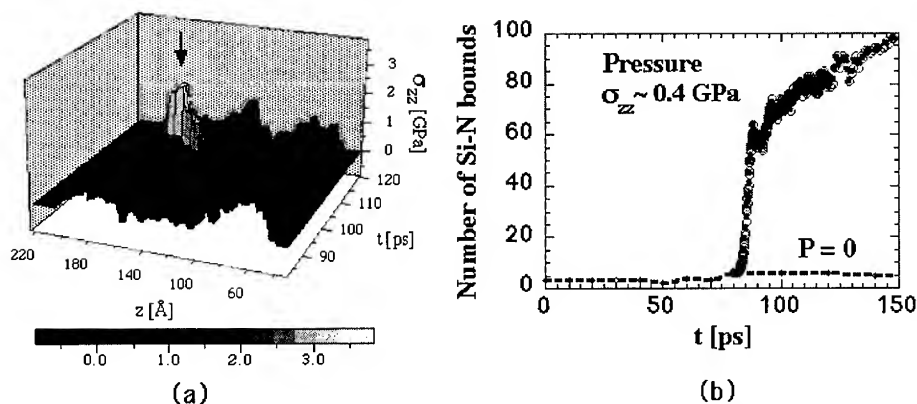 3
2
1
0
σzz [GPa]
120
110
100
90
t[ps]
220
180
140
100
60
z [Å]
0.0 1.0 2.0 3.0
(a)
100
80
60
40
20
0
Number of Si-N bounds
Pressure
σzz ~ 0.4 GPa
P = 0
0 50 100 150
t [ps]
(b)